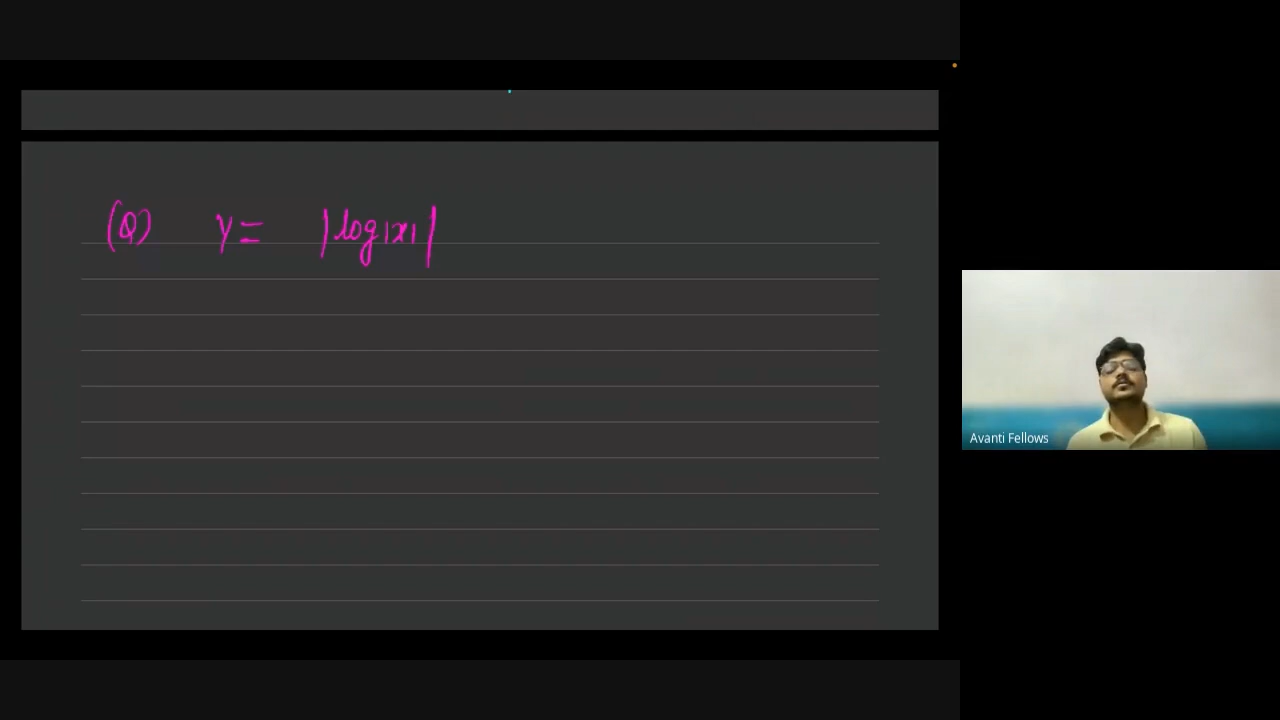 (Q) y = |log|x||
Avanti Fellows